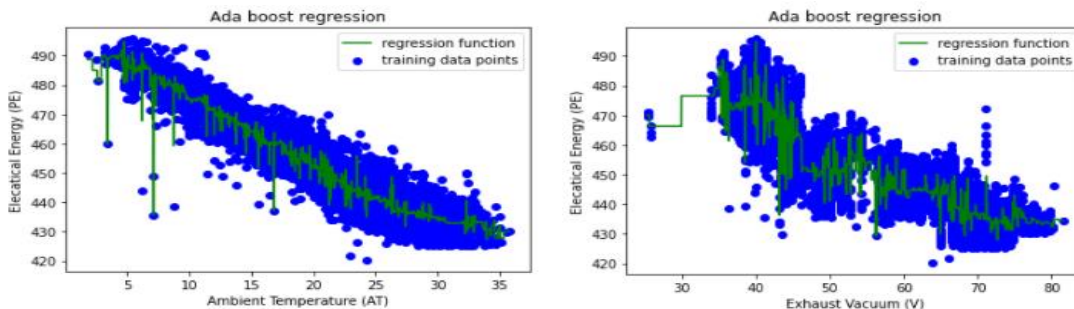 Ada boost regression
490
480
470
460
450
440
430
420
Elecatical Energy (PE)
regression function
training data points
5
10
15
20
25
30
35
Ambient Temperature (AT)
Ada boost regression
490
480
470
460
450
440
430
420
Elecatical Energy (PE)
regression function
training data points
30
40
50
60
70
80
Exhaust Vacuum (V)